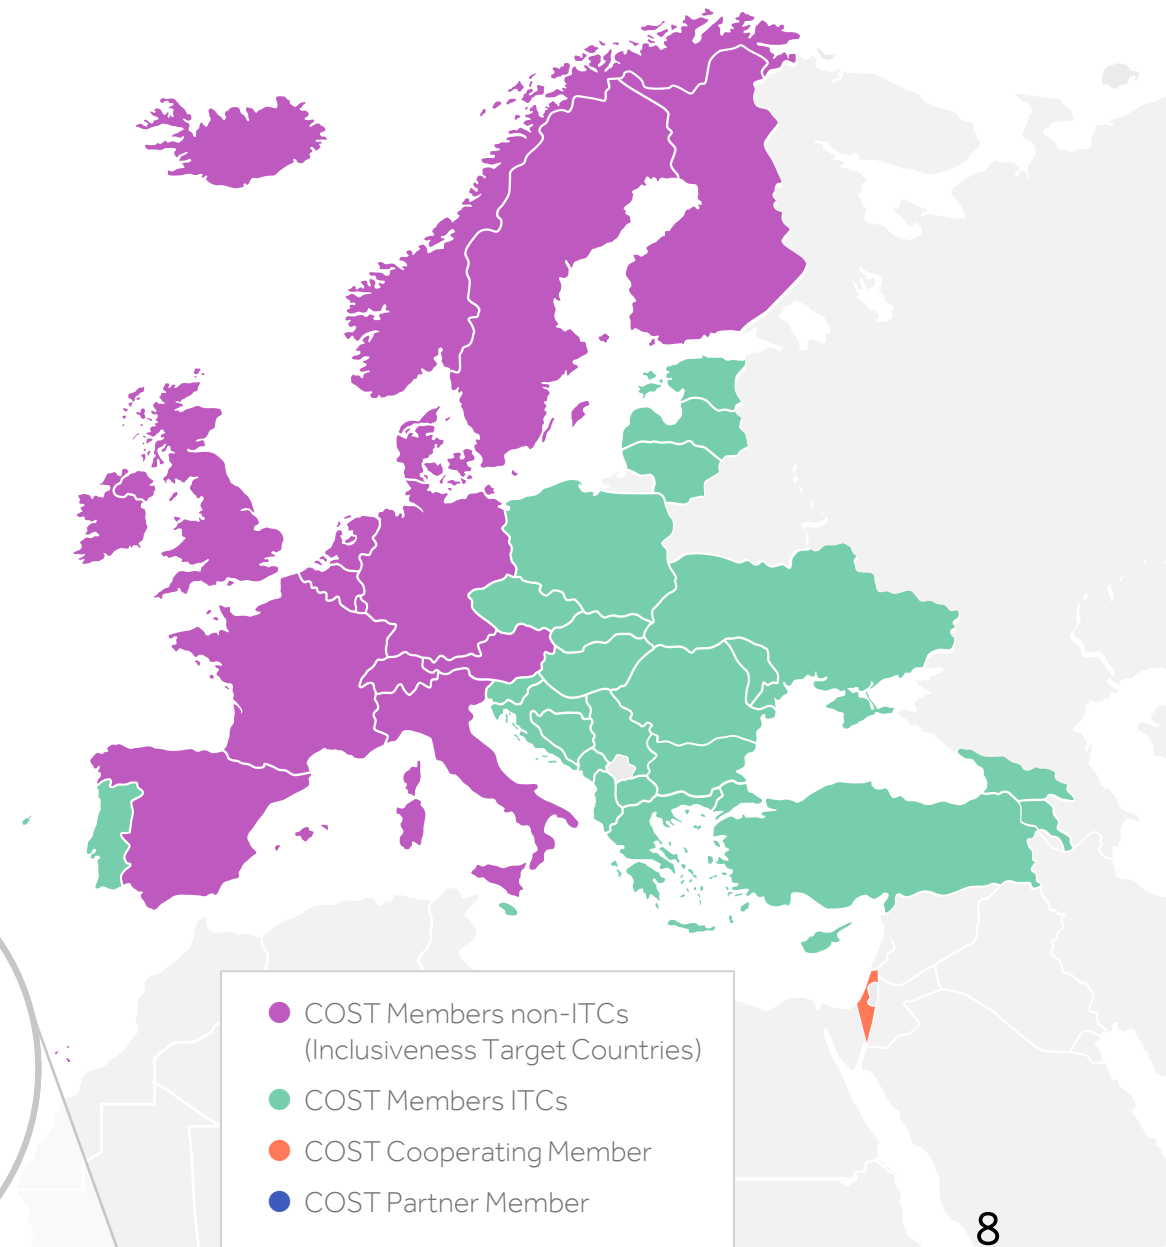 COST Members non-ITCs
(Inclusiveness Target Countries)
COST Members ITCs
COST Cooperating Member
COST Partner Member
8